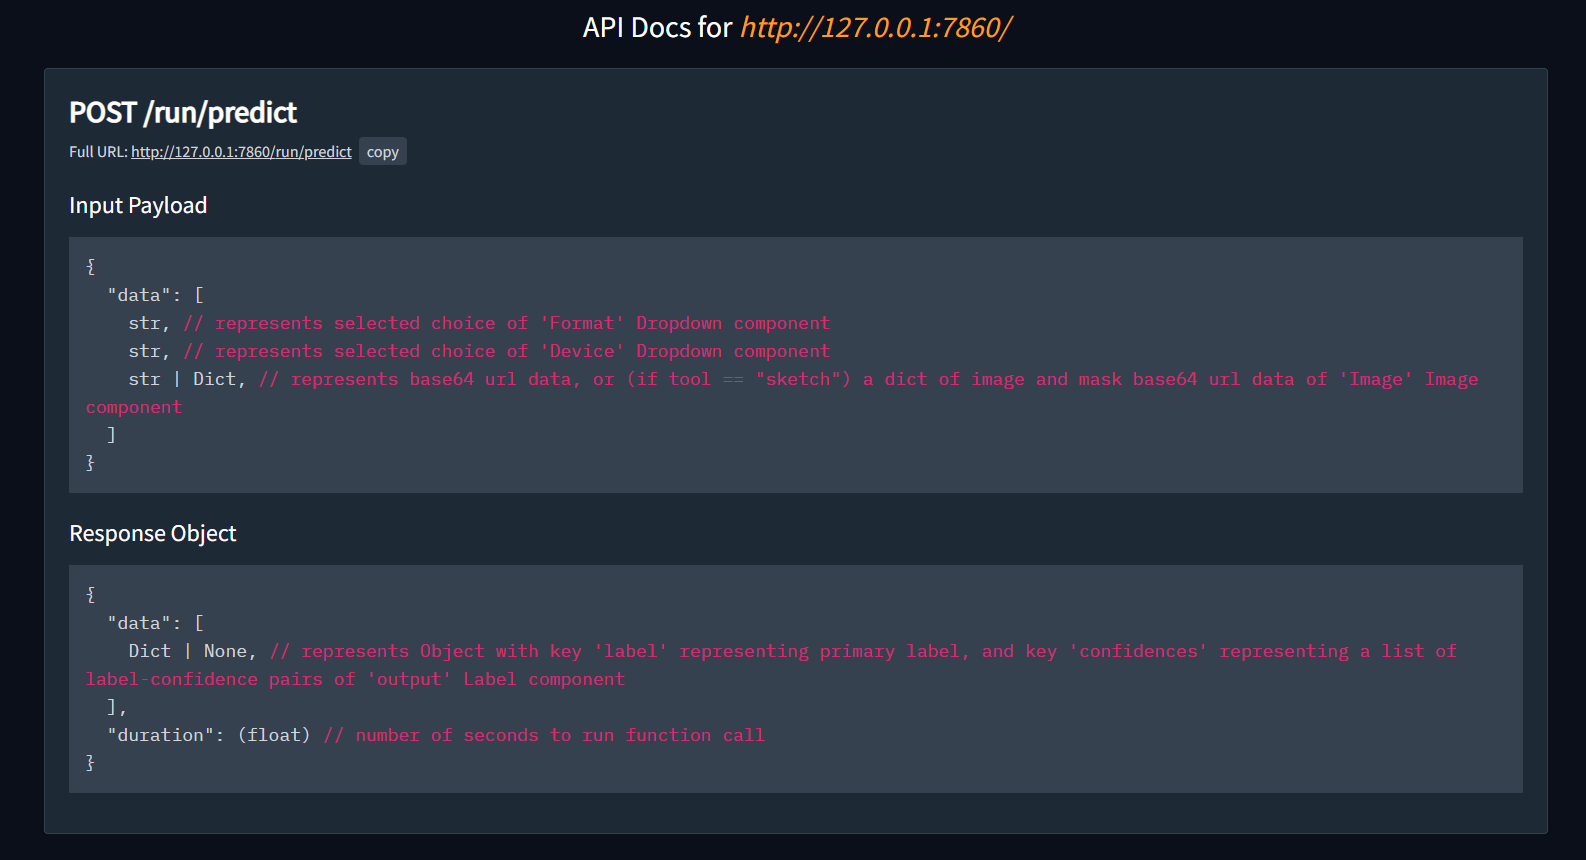 API Docs for http://127.0.0.1:7860/
POST /run/predict
Full URL: http://127.0.0.1:7860/run/predict copy
Input Payload
{
"data": [
str, // represents selected choice of 'Format' Dropdown component
str, // represents selected choice of 'Device' Dropdown component
str | Dict, // represents base64 url data, or (if tool == "sketch") a dict of image and mask base64 url data of 'Image' Image
component
]
}
Response Object
{
"data": [
Dict | None, // represents Object with key 'label' representing primary label, and key 'confidences' representing a list of
label-confidence pairs of 'output' Label component
],
"duration": (float) // number of seconds to run function call
}